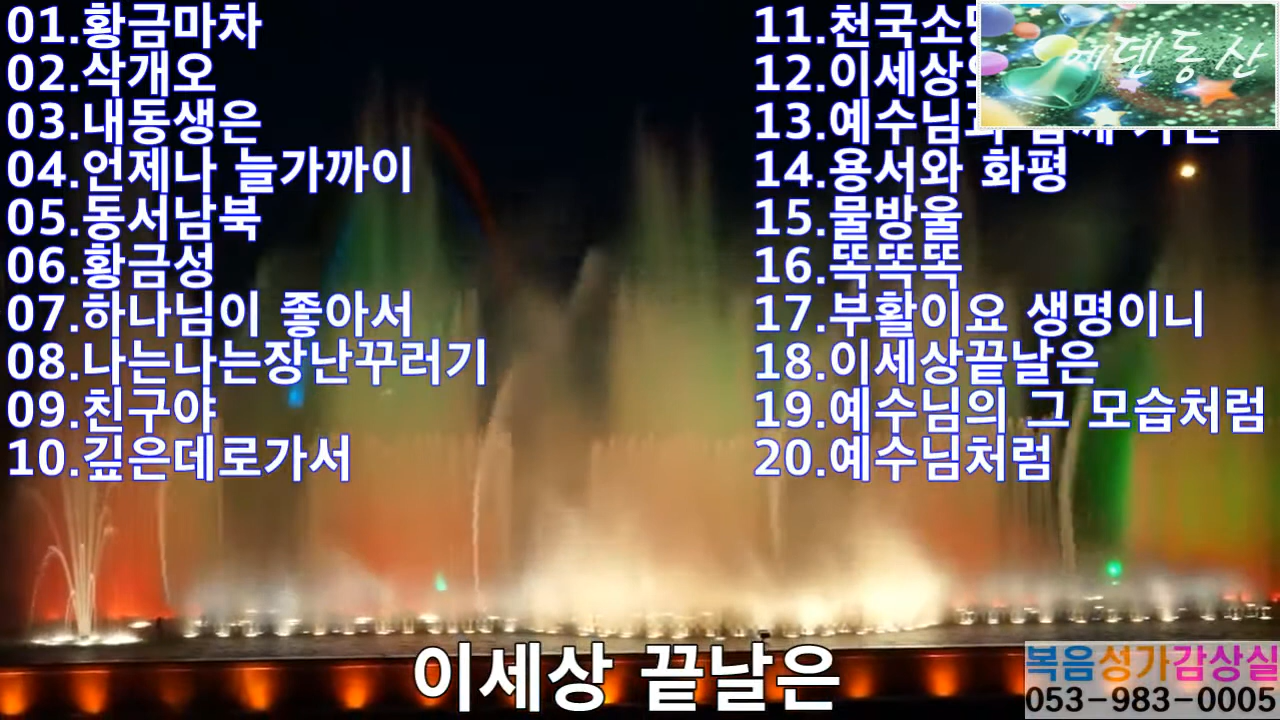 01.황금마차
02.삭개오
03.내동생은
04.언제나 늘가까이
05.동서남북
06.황금성
07.하나님이 좋아서
08.나는나는장난꾸러기
09.친구야
10.깊은데로가서
11.천국소
12.이세상
13.예수님과
14.용서와 화평
15.물방울
16.똑똑똑
17.부활이요 생명이니
18.이세상끝날은
19.예수님의 그 모습처럼
20.예수님처럼
에덴동산
이세상 끝날은
복음성가감상실
053-983-0005